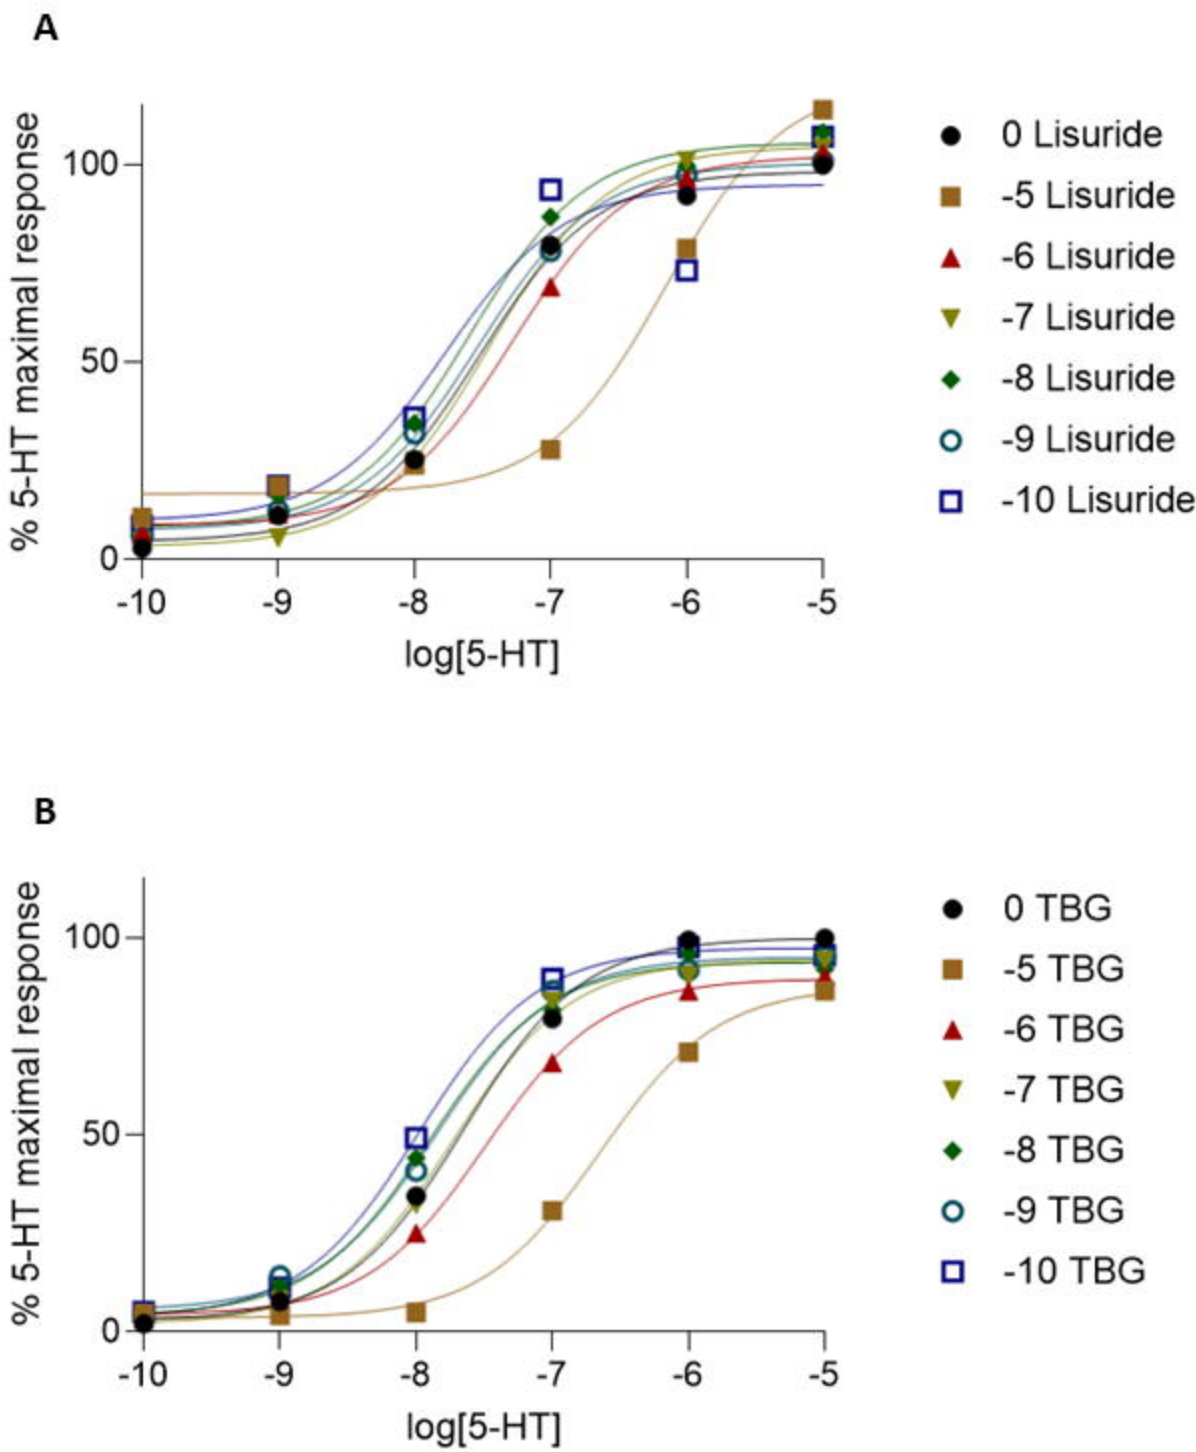 A
% 5-HT maximal response
100
50
0
-10 -9 -8 -7 -6 -5
log[5-HT]
0 Lisuride
-5 Lisuride
-6 Lisuride
-7 Lisuride
-8 Lisuride
-9 Lisuride
-10 Lisuride
B
% 5-HT maximal response
100
50
0
-10 -9 -8 -7 -6 -5
log[5-HT]
0 TBG
-5 TBG
-6 TBG
-7 TBG
-8 TBG
-9 TBG
-10 TBG